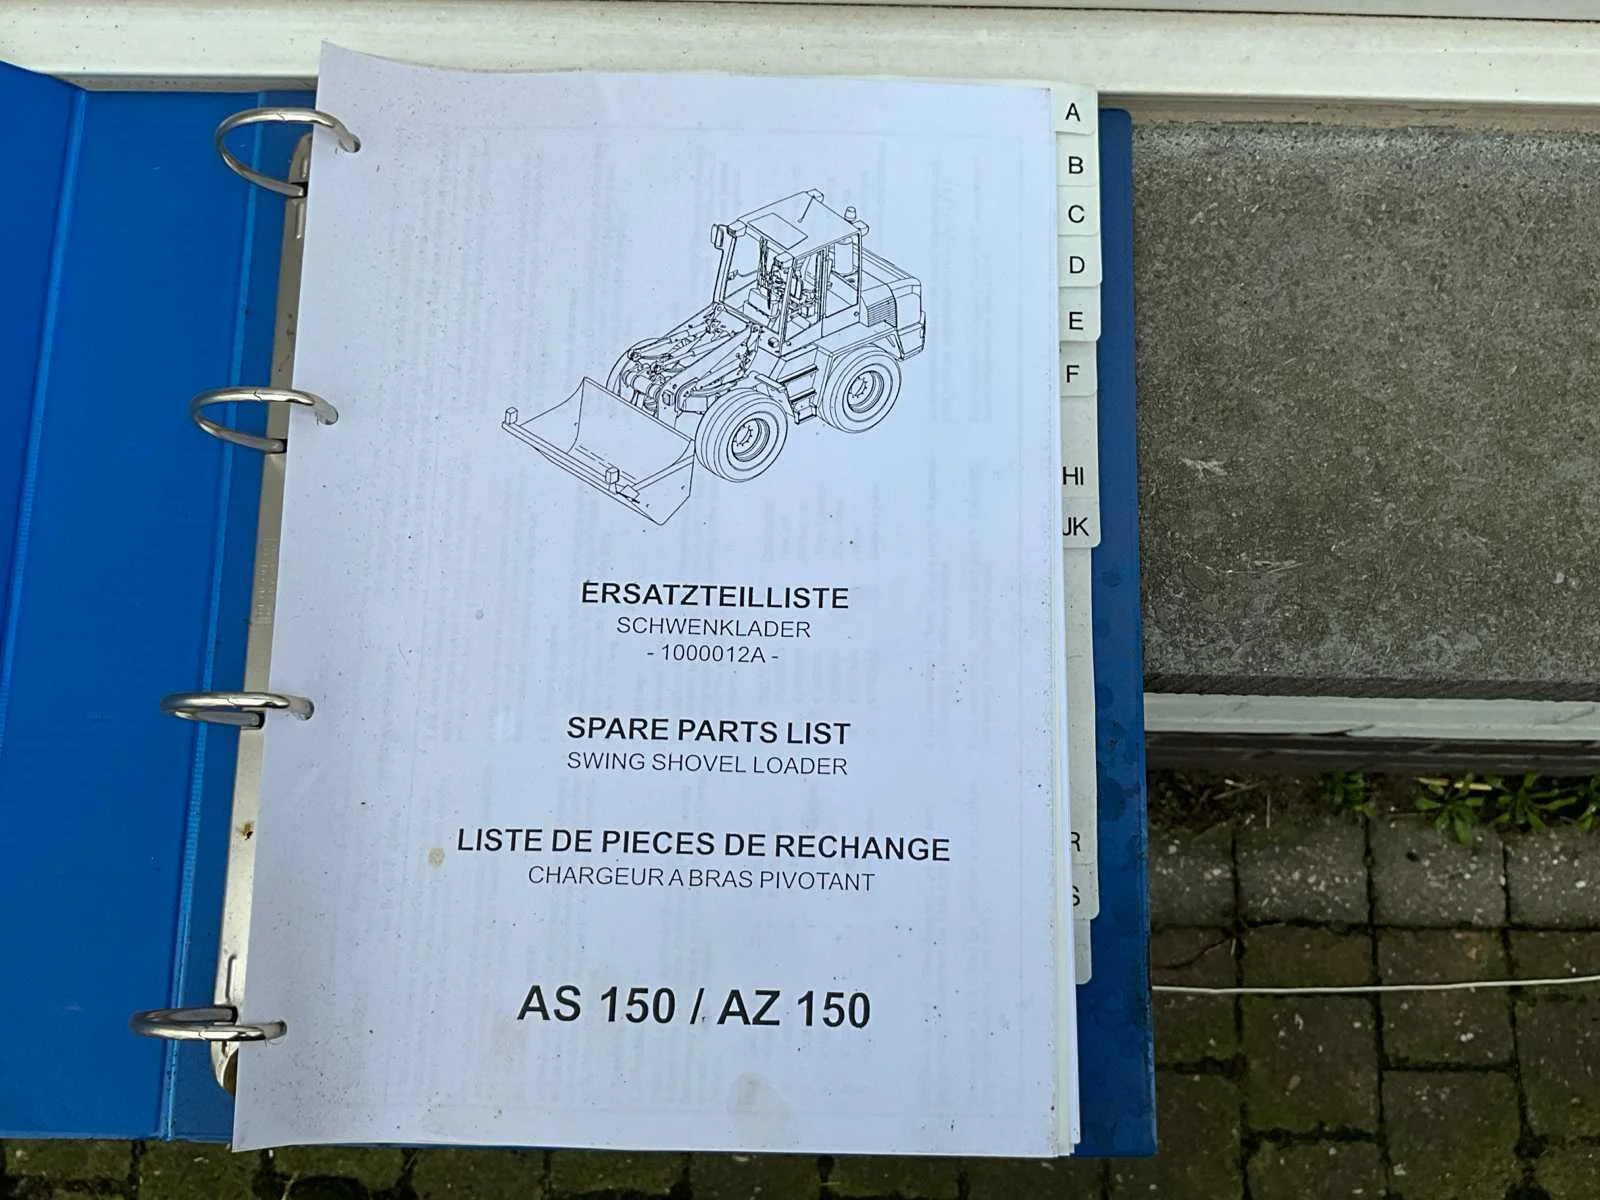 A
B
C
D
E
F
HI
JK
ERSATZTEILLISTE
SCHWENKLADER
- 1000012A -
SPARE PARTS LIST
SWING SHOVEL LOADER
LISTE DE PIECES DE RECHANGE
CHARGEUR A BRAS PIVOTANT
R
S
AS 150 / AZ 150